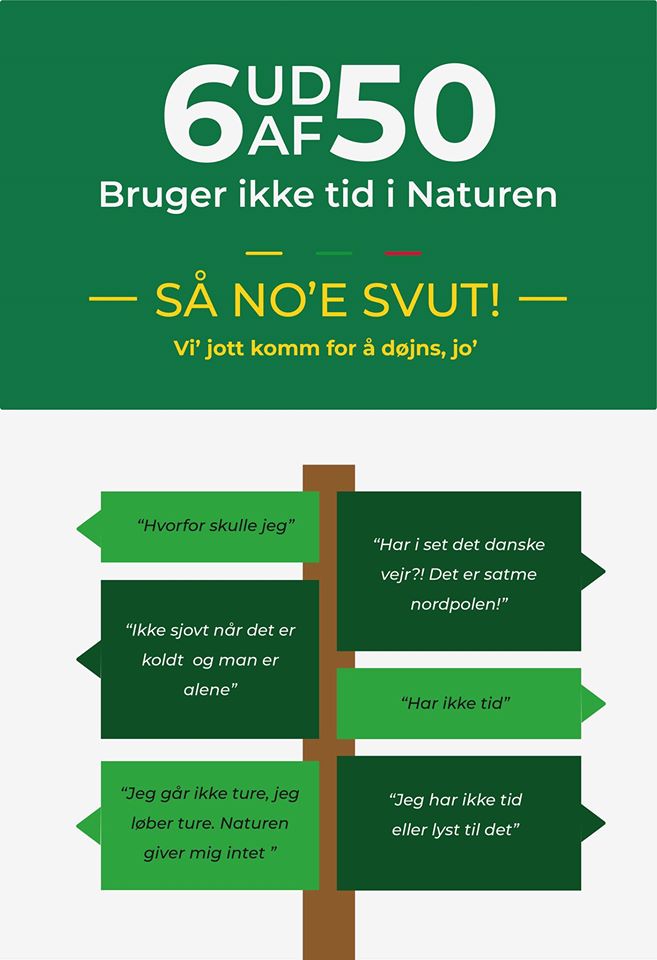 6 UD AF 50
Bruger ikke tid i Naturen
SÅ NO’E SVUT!
Vi’ jott komm for å døjns, jo’
“Hvorfor skulle jeg”
“Har i set det danske
vejr?! Det er satme
nordpolen!”
“Ikke sjovt når det er
koldt og man er
alene”
“Har ikke tid”
“Jeg går ikke ture, jeg
løber ture. Naturen
giver mig intet ”
“Jeg har ikke tid
eller lyst til det”